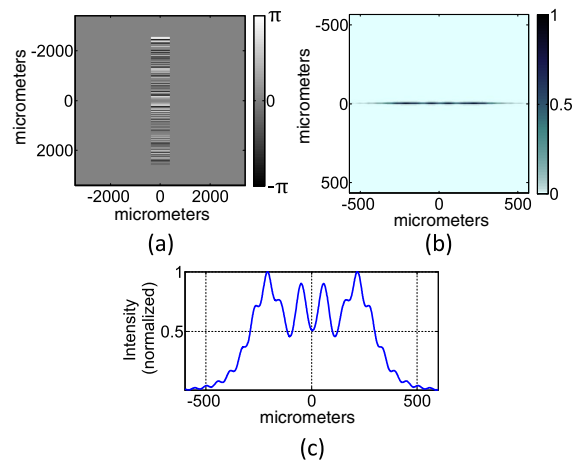 -2000
0
2000
micrometers
-2000 0 2000
micrometers
π
0
-π
(a)
-500
0
500
micrometers
-500 0 500
micrometers
1
0.5
0
(b)
1
0.5
Intensity
(normalized)
-500 0 500
micrometers
(c)